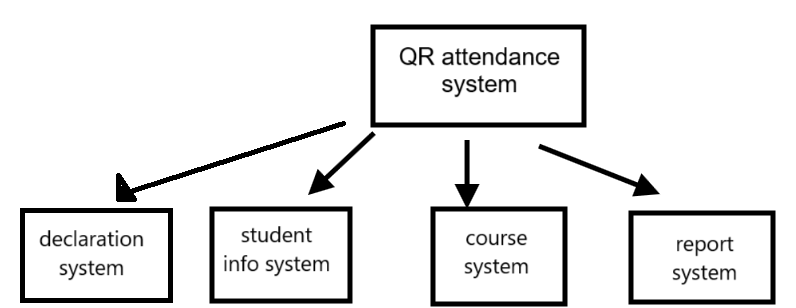 QR attendance
system
declaration
system
student
info system
course
system
report
system